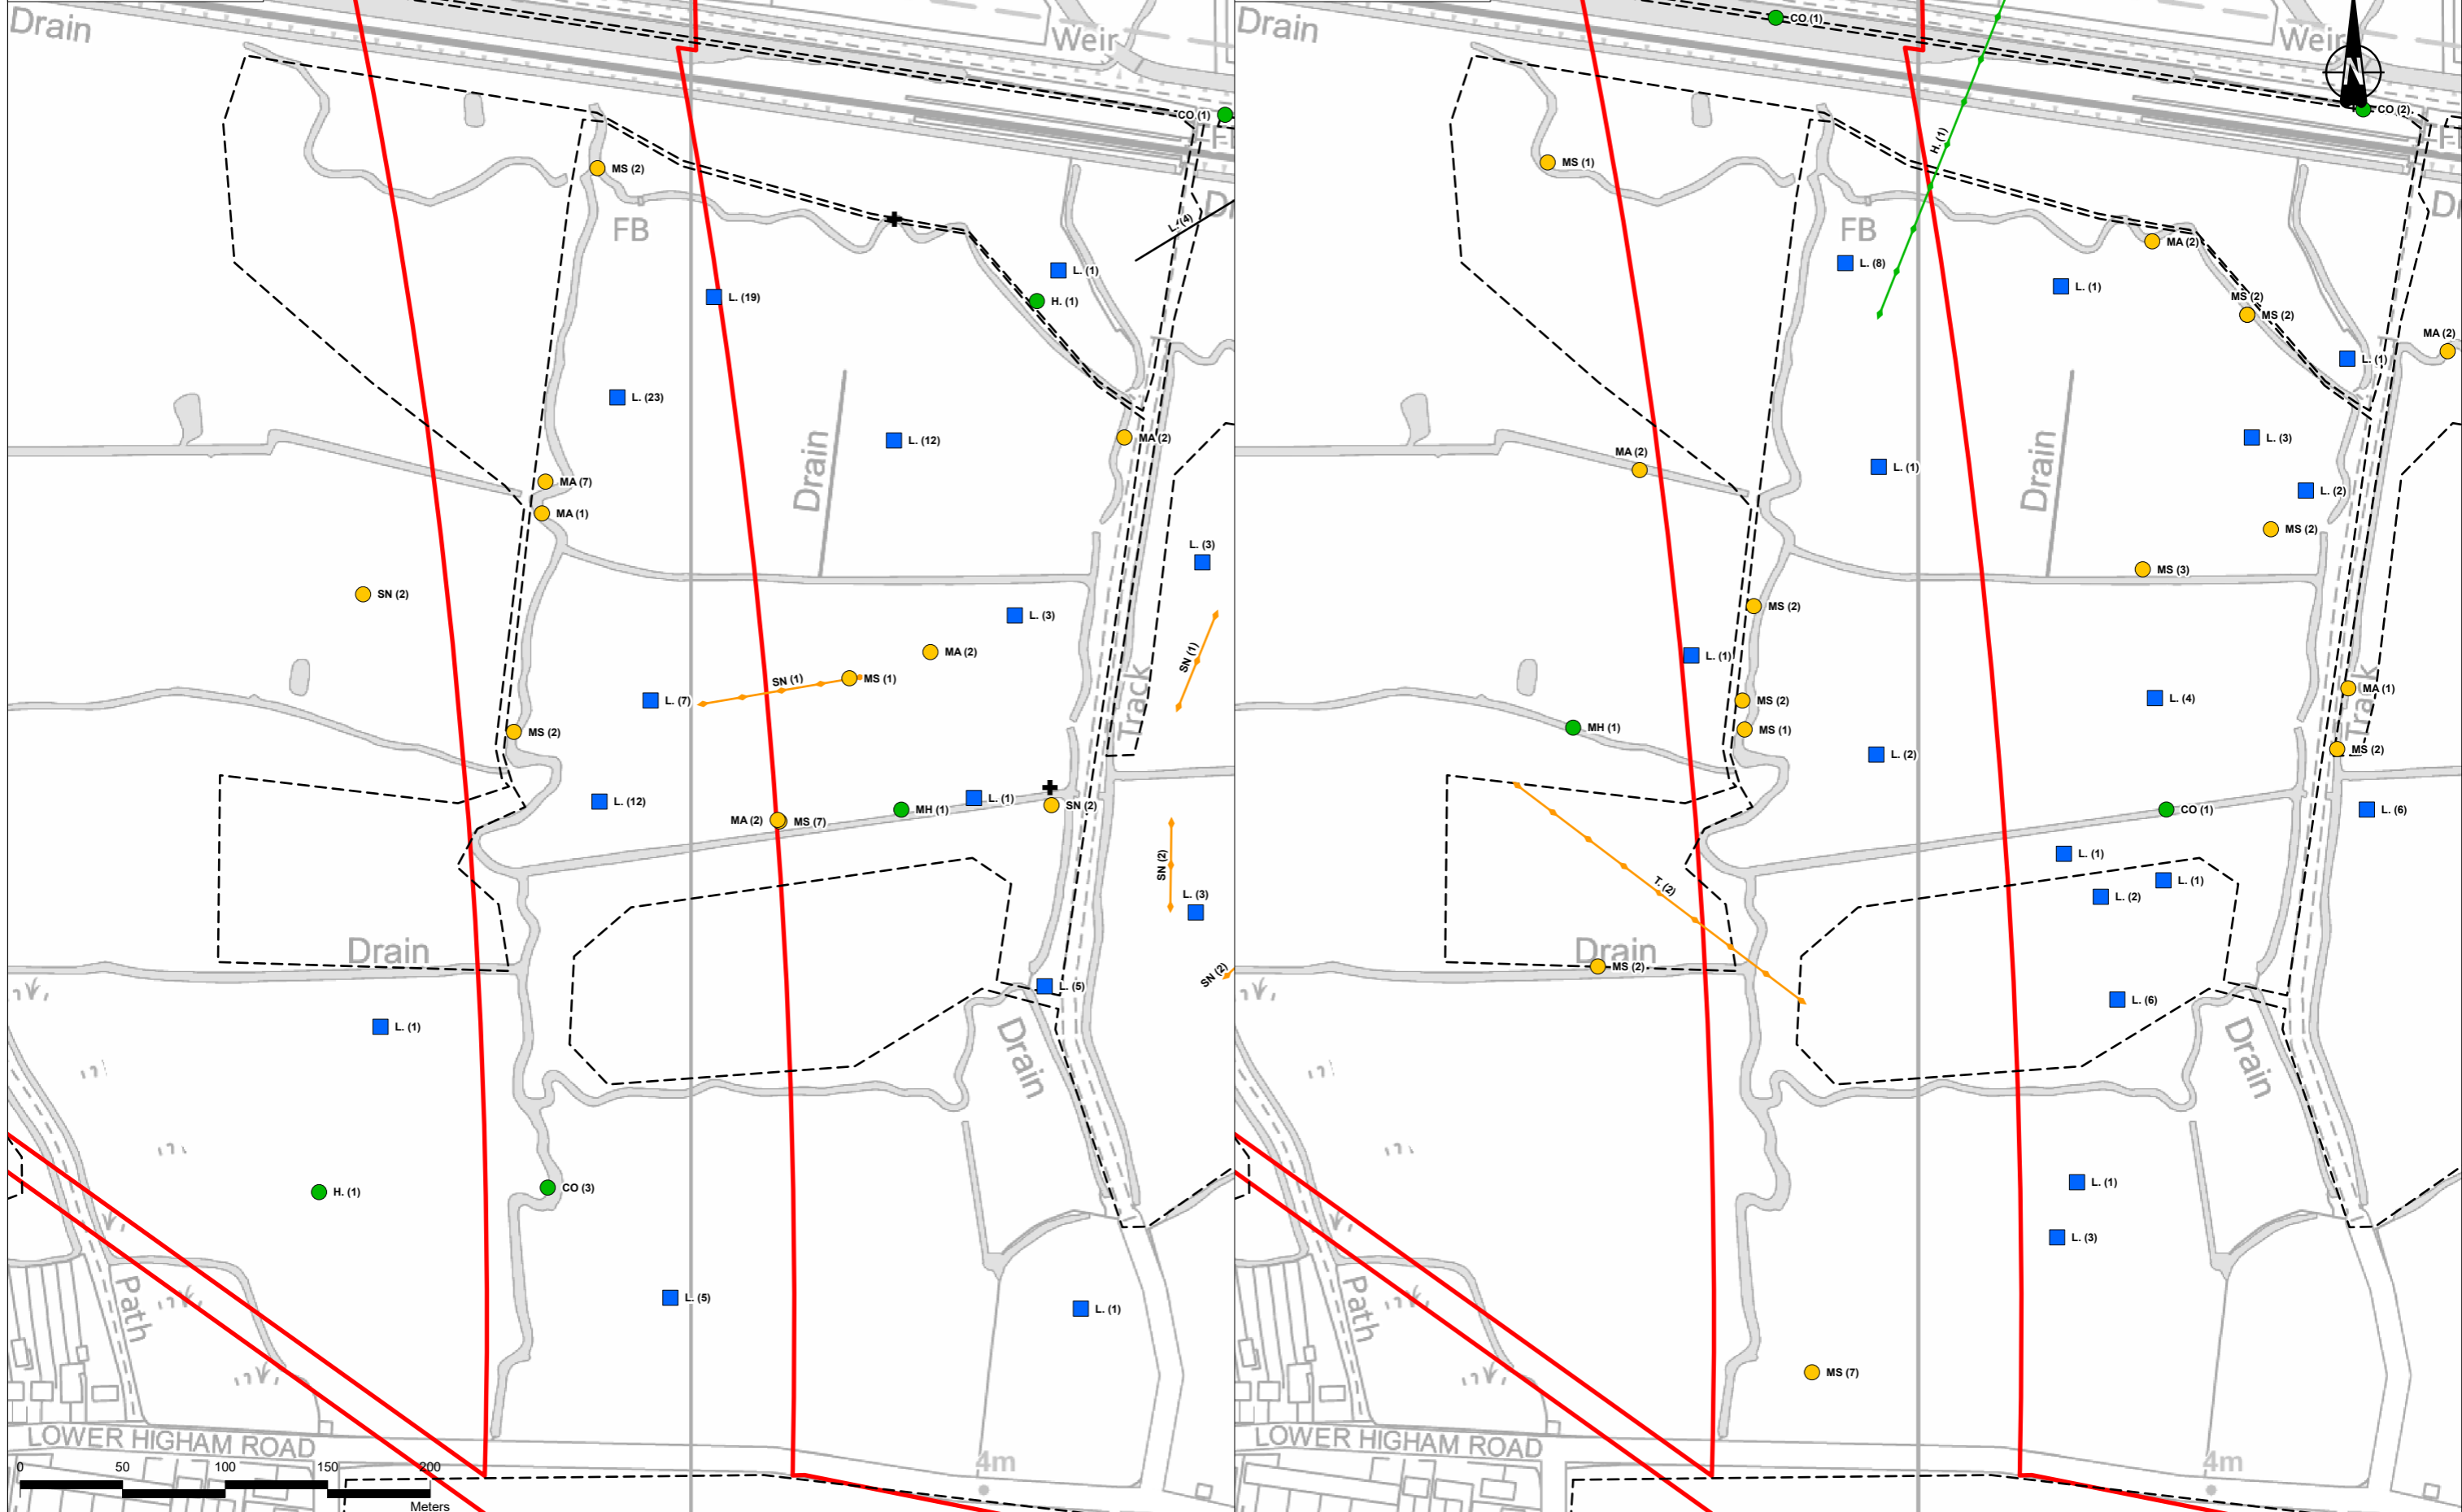 Drain
Weir
CO (1)
MS (2)
FB
L. (4)
L. (1)
L. (19)
H. (1)
L. (23)
L. (12)
MA (2)
Drain
MA (7)
MA (1)
L. (3)
SN (2)
L. (3)
MA (2)
SN (1)
SN (1)
MS (1)
L. (7)
Track
MS (2)
L. (12)
L. (1)
SN (2)
MH (1)
MA (2)
MS (7)
SN (2)
L. (3)
Drain
SN (2)
L. (5)
L. (1)
Drain
H. (1)
CO (3)
Path
L. (5)
L. (1)
LOWER HIGHAM ROAD
4m
0 50 100 150 200
Meters
Drain
CO (1)
Weir
N
CO (2)
H. (1)
MS (1)
FB
MA (2)
L. (8)
L. (1)
MS (2)
MS (2)
MA (2)
L. (1)
MA (2)
L. (3)
L. (1)
Drain
L. (2)
MS (2)
MS (3)
MS (2)
L. (1)
MA (1)
L. (4)
MS (2)
Track
MH (1)
MS (1)
L. (2)
MS (2)
CO (1)
L. (6)
L. (1)
T. (2)
L. (1)
L. (2)
Drain
MS (2)
L. (6)
Drain
L. (1)
L. (3)
Path
MS (7)
LOWER HIGHAM ROAD
4m